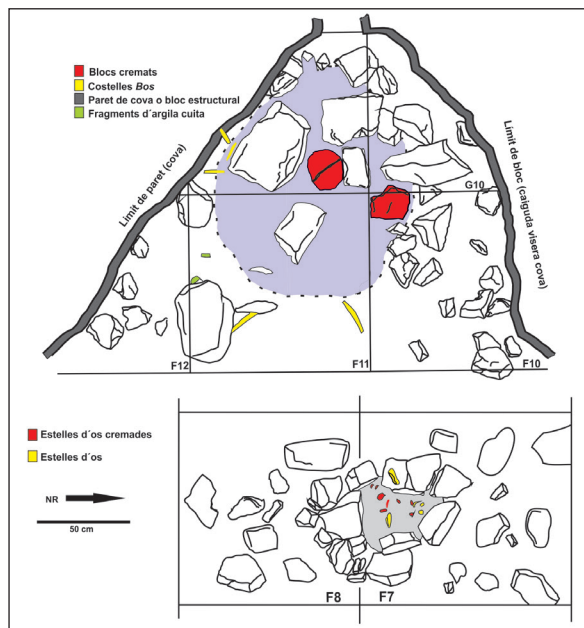 Blocs cremats
Costelles Bos
Paret de cova o bloc estructural
Fragments d´argila cuita
Límit de paret (cova)
Límit de bloc (caiguda visera cova)
G10
F12
F11
F10
Estelles d´os cremades
Estelles d´os
NR
50 cm
F8
F7